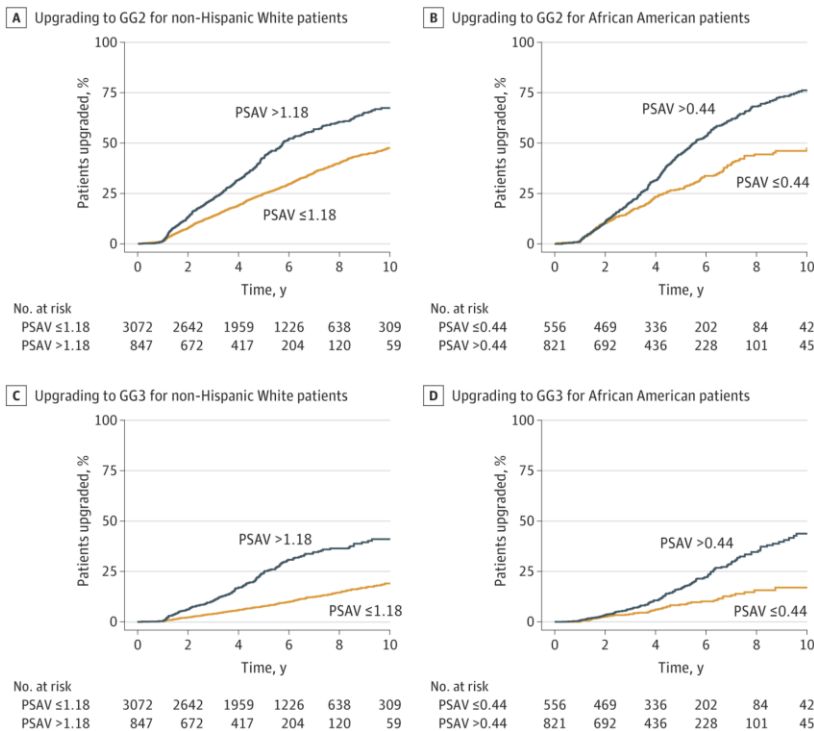 A Upgrading to GG2 for non-Hispanic White patients
100
75
50
25
0
Patients upgraded, %
PSAV >1.18
PSAV ≤1.18
0 2 4 6 8 10
Time, y
No. at risk
PSAV ≤1.18 3072 2642 1959 1226 638 309
PSAV >1.18 847 672 417 204 120 59
B Upgrading to GG2 for African American patients
100
75
50
25
0
Patients upgraded, %
PSAV >0.44
PSAV ≤0.44
0 2 4 6 8 10
Time, y
No. at risk
PSAV ≤0.44 556 469 336 202 84 42
PSAV >0.44 821 692 436 228 101 45
C Upgrading to GG3 for non-Hispanic White patients
100
75
50
25
0
Patients upgraded, %
PSAV >1.18
PSAV ≤1.18
0 2 4 6 8 10
Time, y
No. at risk
PSAV ≤1.18 3072 2642 1959 1226 638 309
PSAV >1.18 847 672 417 204 120 59
D Upgrading to GG3 for African American patients
100
75
50
25
0
Patients upgraded, %
PSAV >0.44
PSAV ≤0.44
0 2 4 6 8 10
Time, y
No. at risk
PSAV ≤0.44 556 469 336 202 84 42
PSAV >0.44 821 692 436 228 101 45